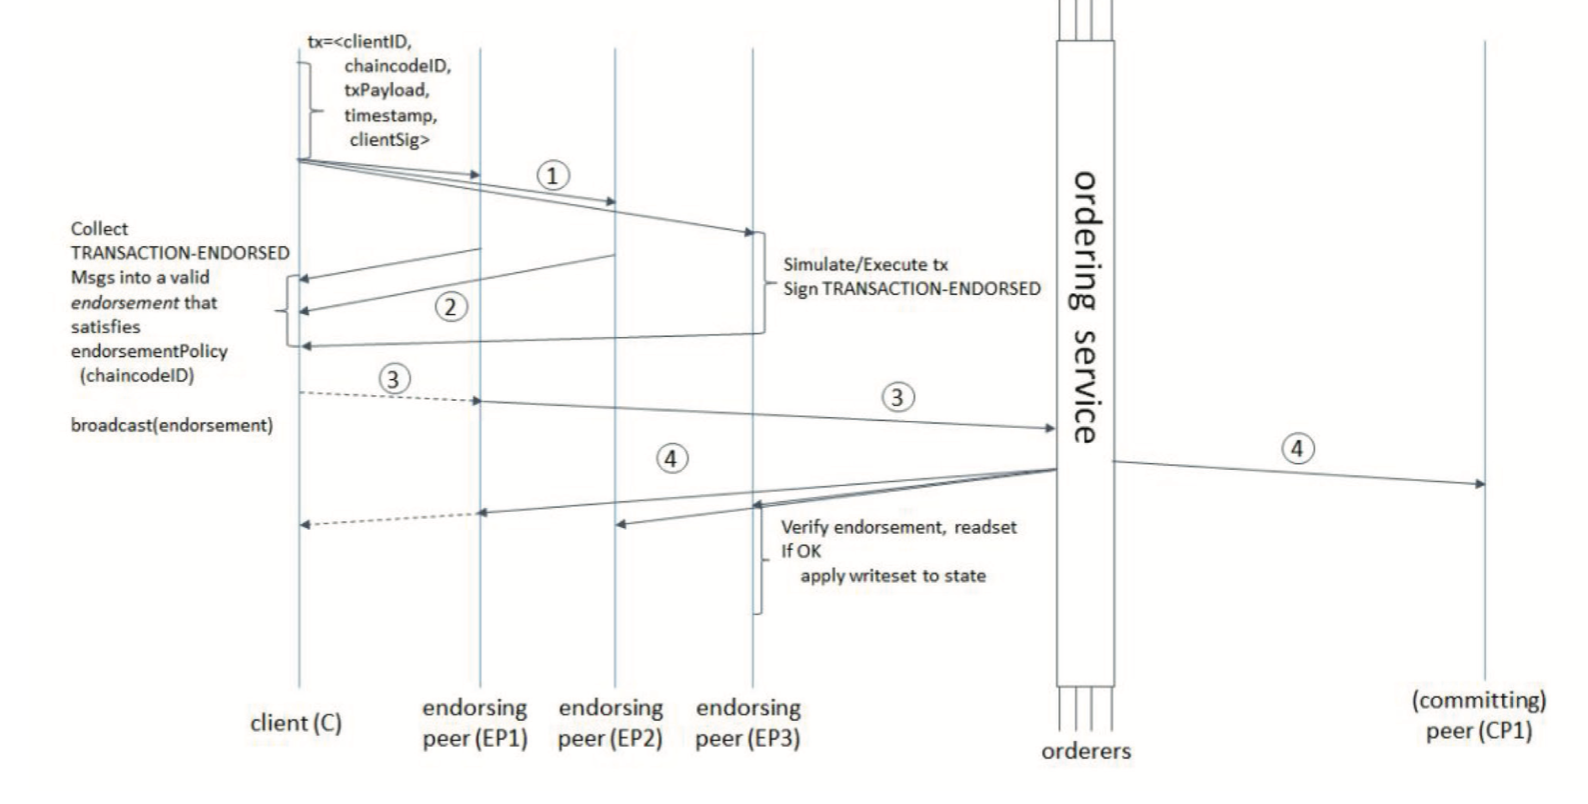 tx=<clientID,
chaincodeID,
txPayload,
timestamp,
clientSig>
1
Collect
TRANSACTION-ENDORSED
Msgs into a valid
endorsement that
satisfies
endorsementPolicy
(chaincodeID)
2
Simulate/Execute tx
Sign TRANSACTION-ENDORSED
ordering service
3
3
broadcast(endorsement)
4
4
Verify endorsement, readset
If OK
apply writeset to state
client (C)
endorsing
peer (EP1)
endorsing
peer (EP2)
endorsing
peer (EP3)
orderers
(committing)
peer (CP1)